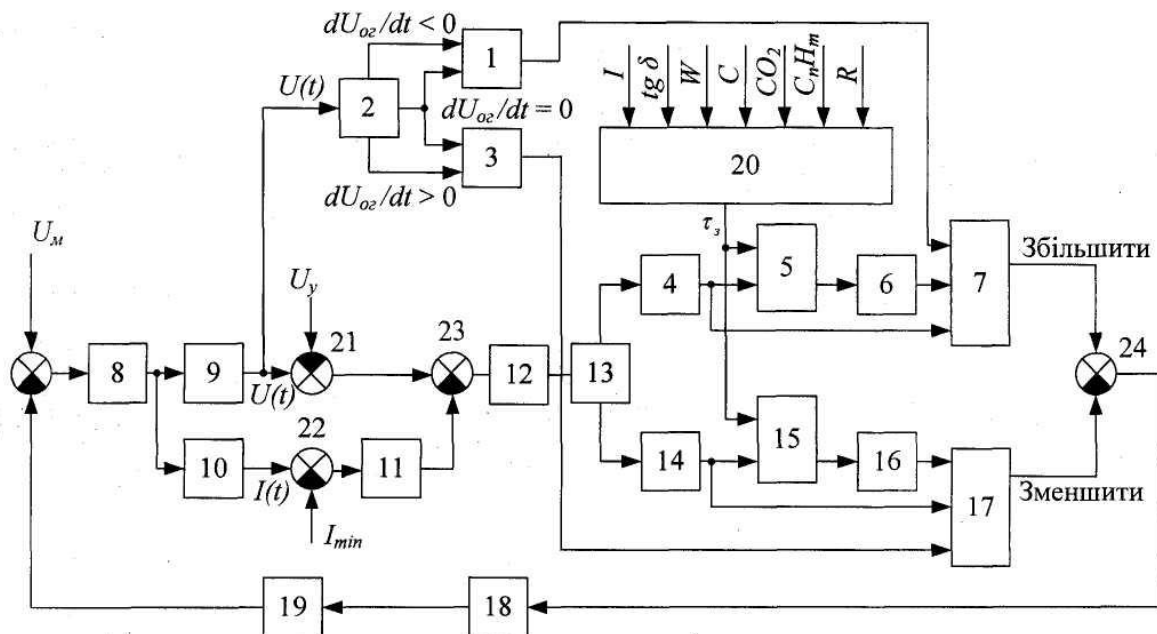 dU_ог/dt < 0
1
I
tg δ
W
C
CO₂
CₙHₘ
R
U(t)
2
dU_ог/dt = 0
3
20
dU_ог/dt > 0
τ_з
U_м
Збільшити
5
4
6
7
U_у
21
23
24
8
9
12
13
U(t)
22
15
10
11
14
16
I(t)
Зменшити
17
I_min
19
18